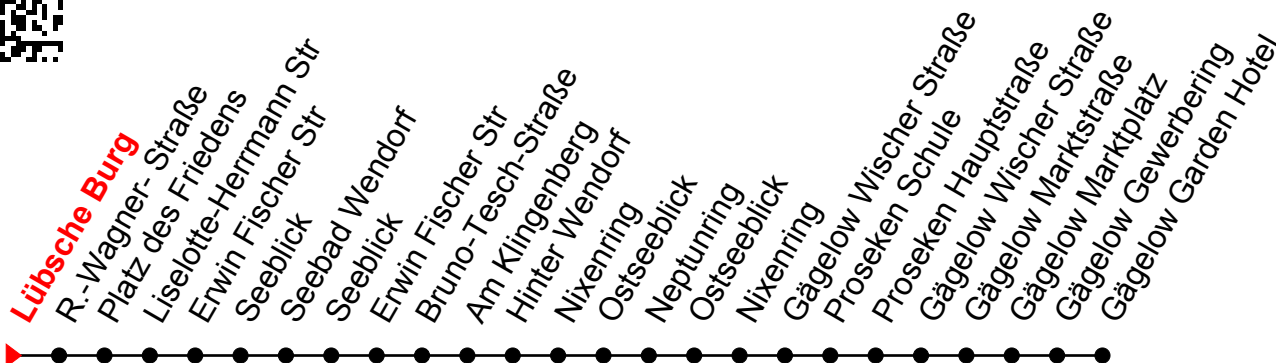 Lübsche Burg
R.-Wagner- Straße
Platz des Friedens
Liselotte-Herrmann Str
Erwin Fischer Str
Seeblick
Seebad Wendorf
Seeblick
Erwin Fischer Str
Bruno-Tesch-Straße
Am Klingenberg
Hinter Wendorf
Nixenring
Ostseeblick
Neptunring
Ostseeblick
Nixenring
Gägelow Wischer Straße
Proseken Schule
Proseken Hauptstraße
Gägelow Wischer Straße
Gägelow Marktstraße
Gägelow Marktplatz
Gägelow Gewerbering
Gägelow Garden Hotel